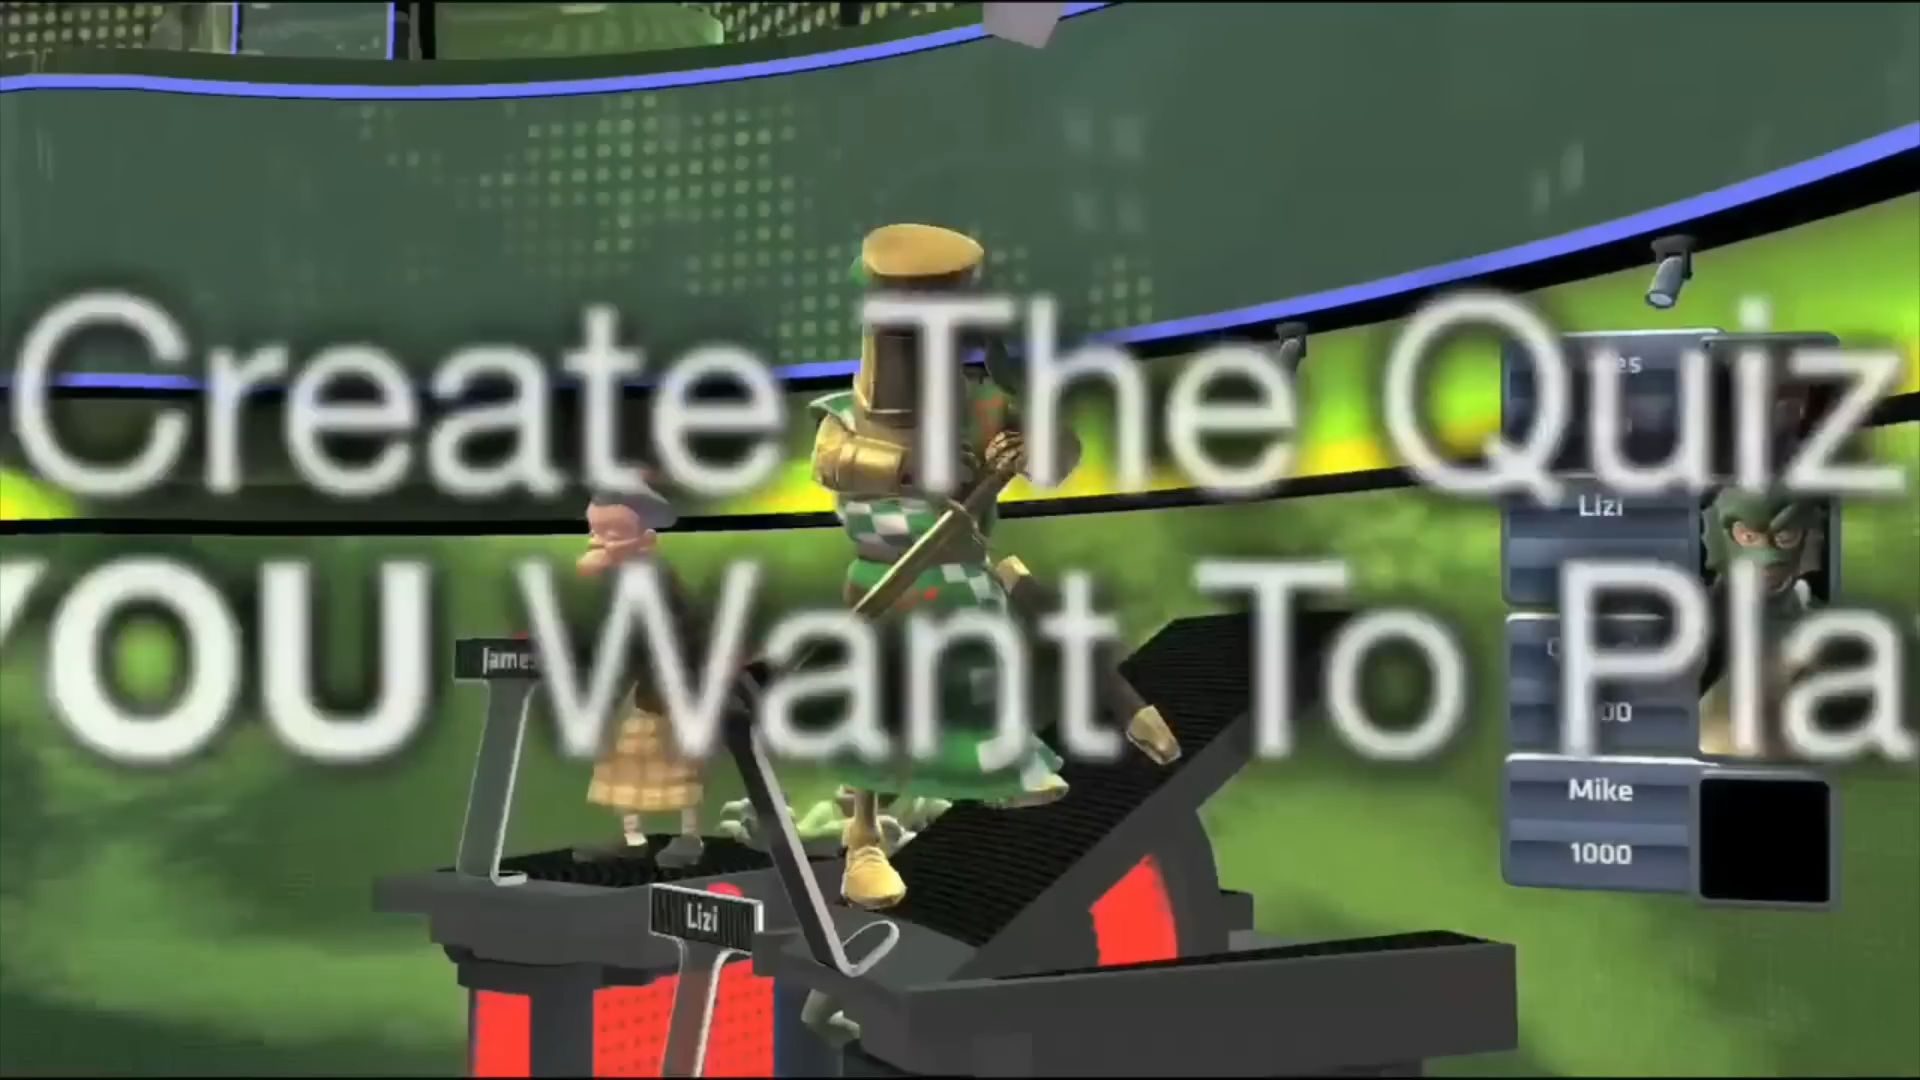 Create The Quiz
YOU Want To Pla
Lizi
James
Mike
1000
Lizi